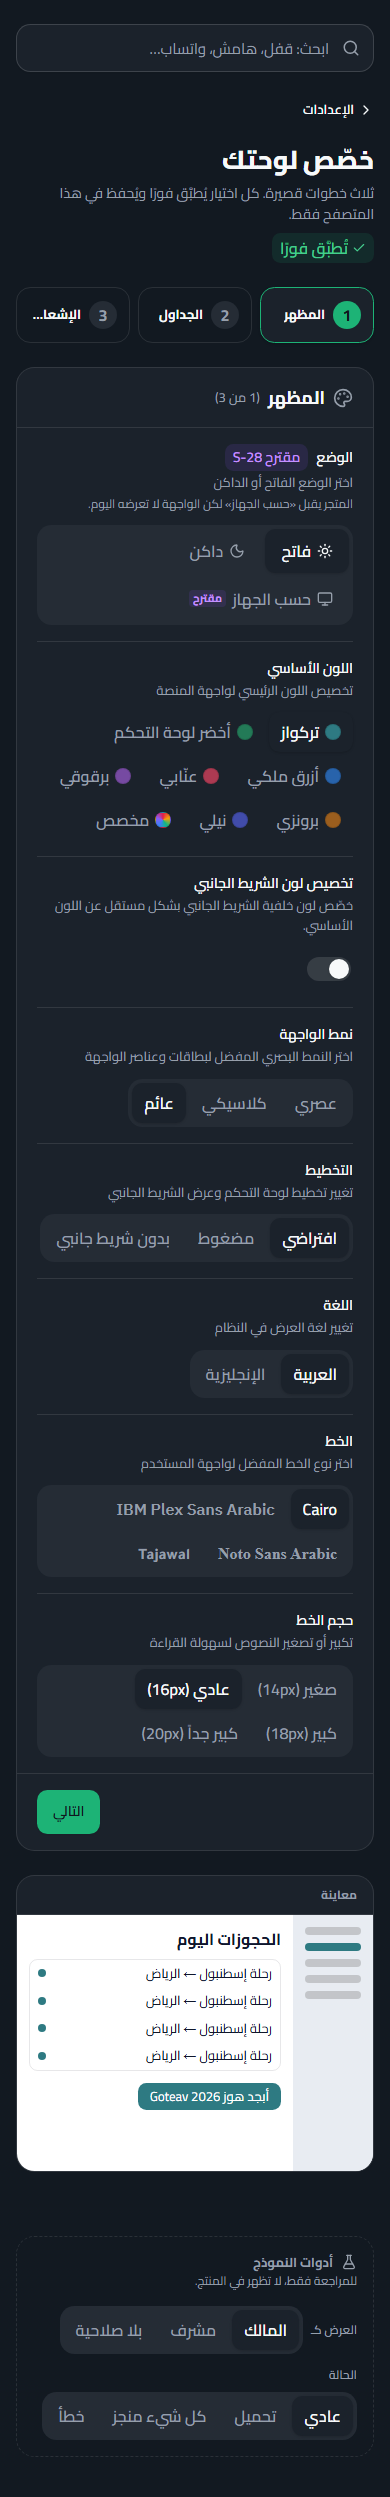 ابحث: قفل، هامش، واتساب...
الإعدادات
خصّص لوحتك
ثلاث خطوات قصيرة. كل اختيار يُطبَّق فورًا ويُحفظ في هذا
المتصفح فقط.
تُطبَّق فورًا
1 المظهر
2 الجداول
3 الإشعا...
المظهر (1 من 3)
الوضع مقترح S-28
اختر الوضع الفاتح أو الداكن
المتجر يقبل «حسب الجهاز» لكن الواجهة لا تعرضه اليوم.
فاتح داكن
حسب الجهاز مقترح
اللون الأساسي
تخصيص اللون الرئيسي لواجهة المنصة
تركواز أخضر لوحة التحكم
أزرق ملكي عنّابي برقوقي
برونزي نيلي مخصص
تخصيص لون الشريط الجانبي
خصّص لون خلفية الشريط الجانبي بشكل مستقل عن اللون
الأساسي.
نمط الواجهة
اختر النمط البصري المفضل لبطاقات وعناصر الواجهة
عصري كلاسيكي عائم
التخطيط
تغيير تخطيط لوحة التحكم وعرض الشريط الجانبي
افتراضي مضغوط بدون شريط جانبي
اللغة
تغيير لغة العرض في النظام
العربية الإنجليزية
الخط
اختر نوع الخط المفضل لواجهة المستخدم
Cairo IBM Plex Sans Arabic
Noto Sans Arabic Tajawal
حجم الخط
تكبير أو تصغير النصوص لسهولة القراءة
صغير (14px) عادي (16px)
كبير (18px) كبير جداً (20px)
التالي
معاينة
الحجوزات اليوم
رحلة إسطنبول ← الرياض
رحلة إسطنبول ← الرياض
رحلة إسطنبول ← الرياض
رحلة إسطنبول ← الرياض
أبجد هوز Goteav 2026
أدوات النموذج
للمراجعة فقط، لا تظهر في المنتج.
العرض كـ المالك مشرف بلا صلاحية
الحالة
عادي تحميل كل شيء منجز خطأ